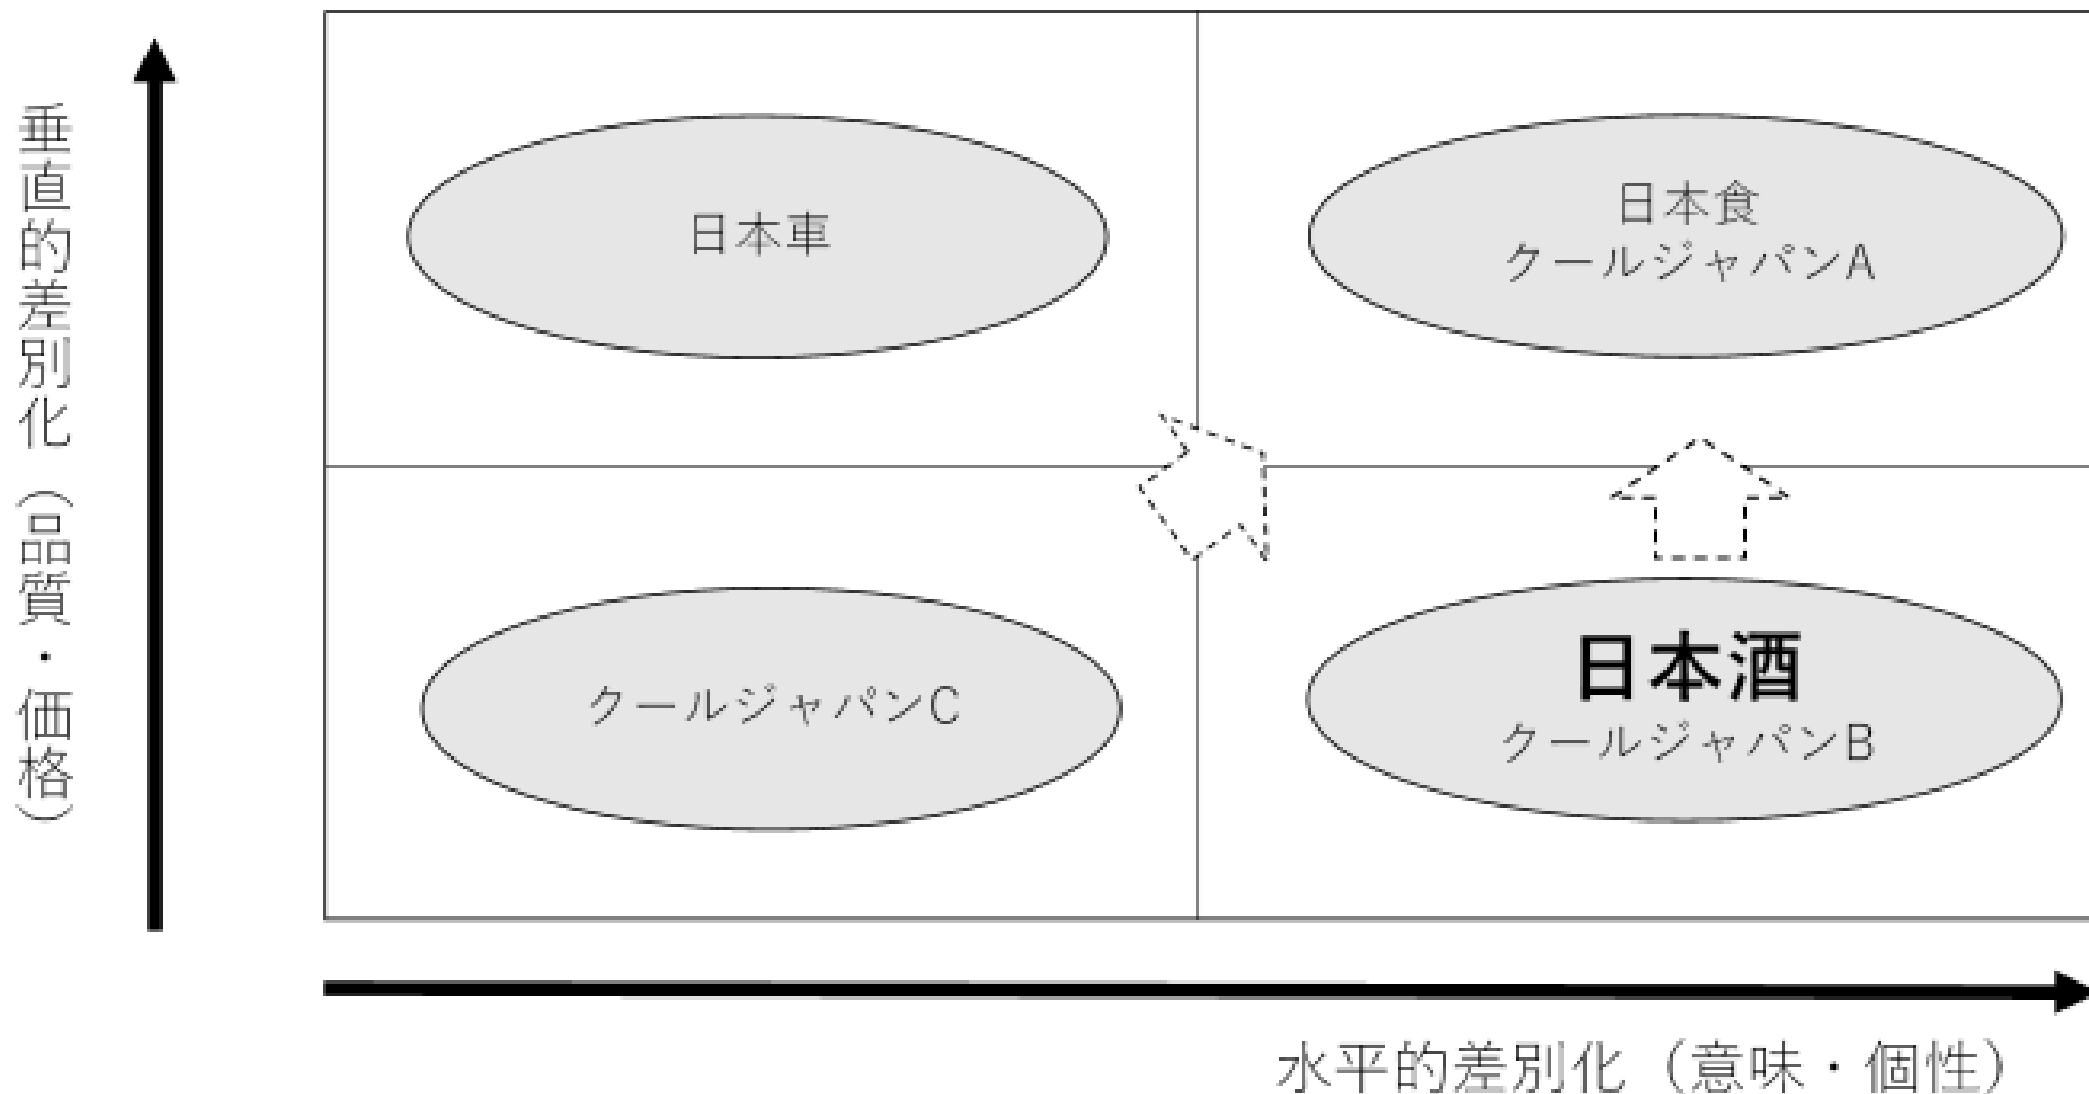 垂直的差別化（品質・価格）
日本車
日本食
クールジャパンA
クールジャパンC
日本酒
クールジャパンB
水平的差別化（意味・個性）